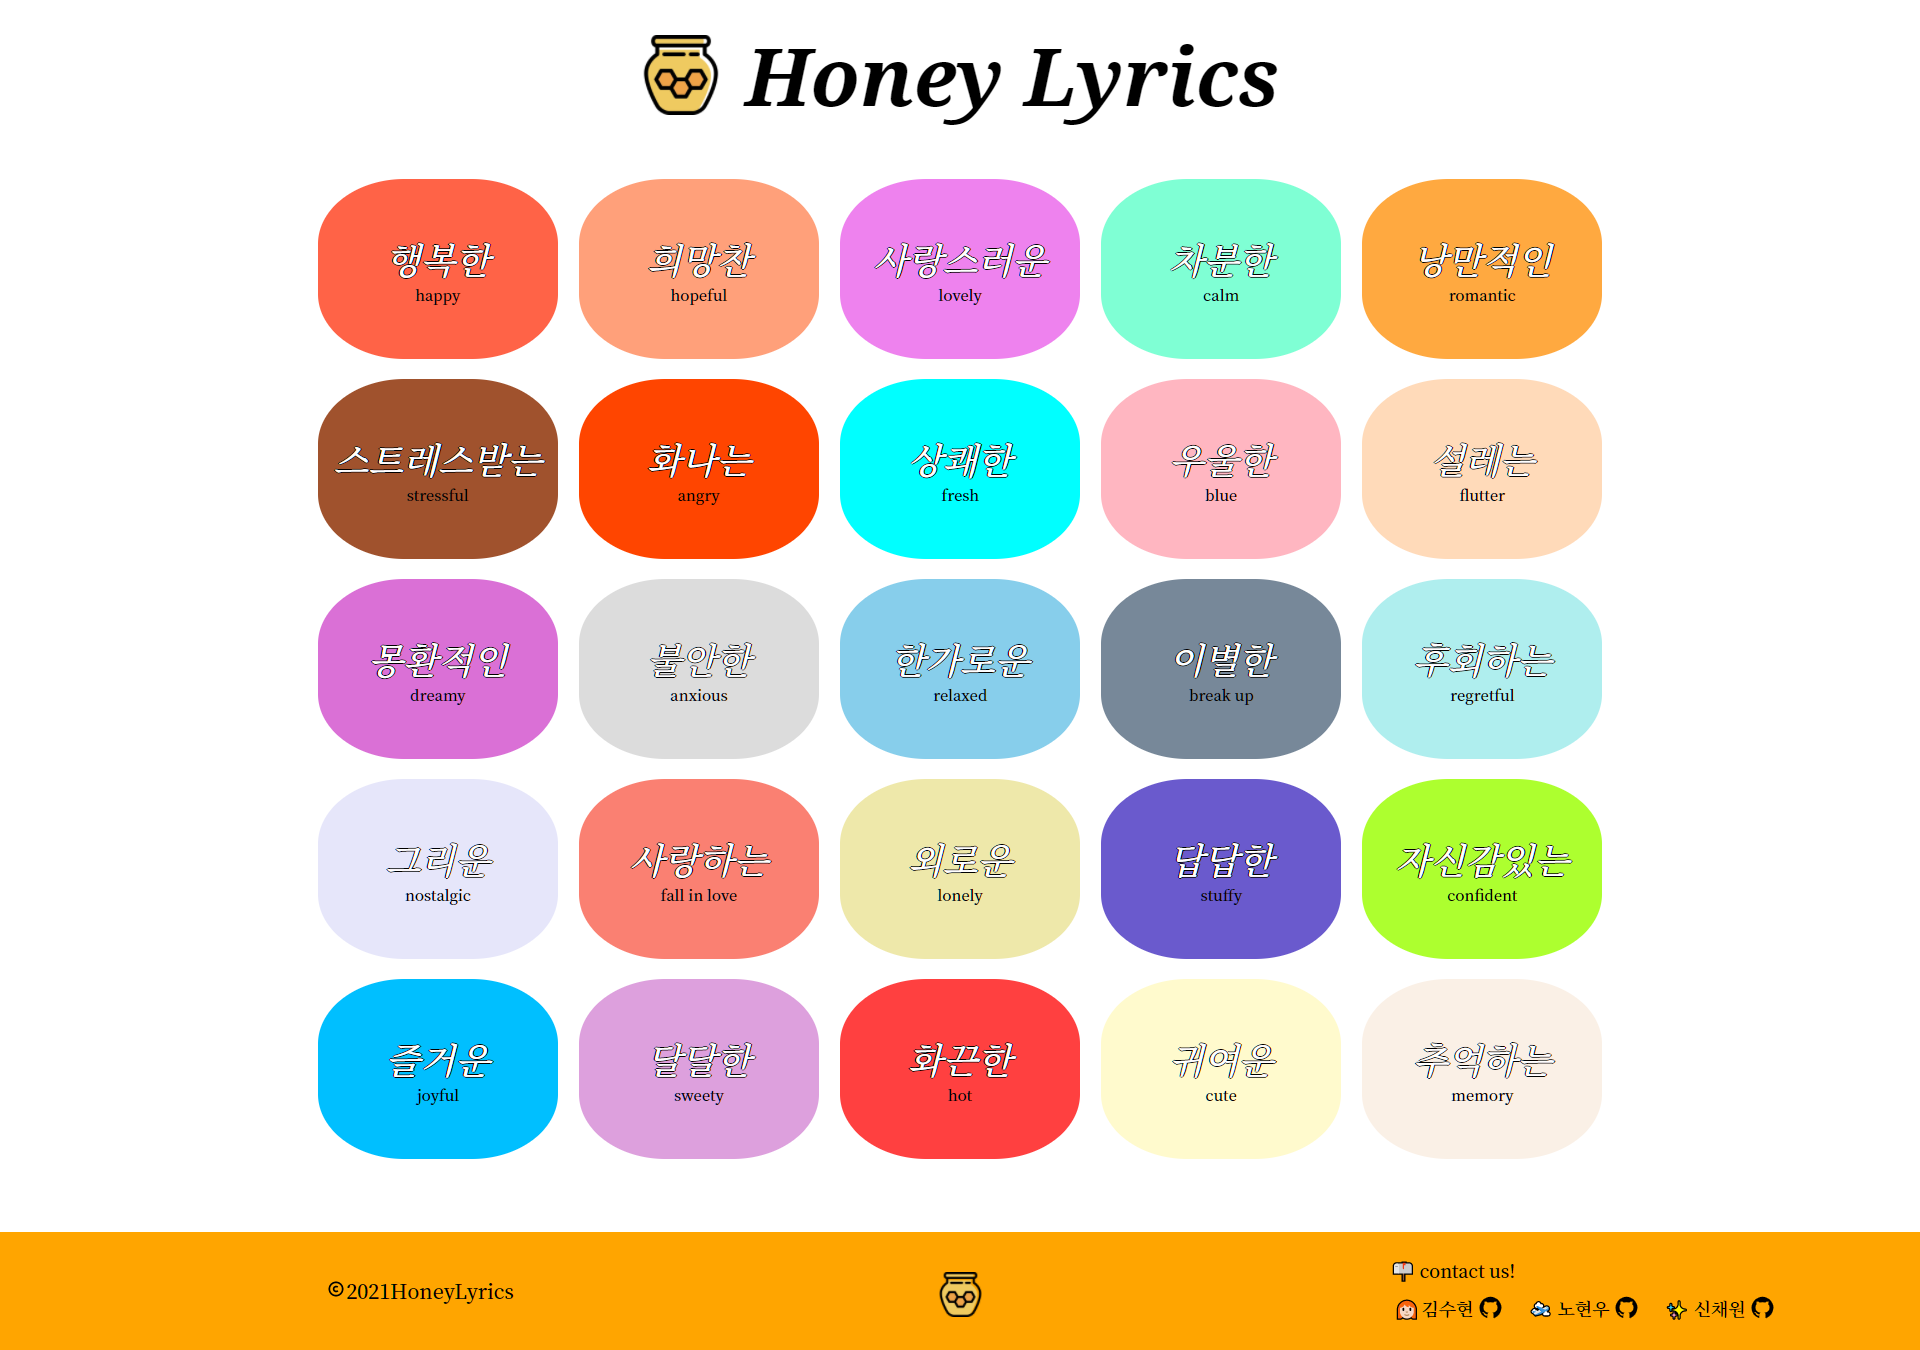 Honey Lyrics
행복한
happy
희망찬
hopeful
사랑스러운
lovely
차분한
calm
낭만적인
romantic
스트레스받는
stressful
화나는
angry
상쾌한
fresh
우울한
blue
설레는
flutter
몽환적인
dreamy
불안한
anxious
한가로운
relaxed
이별한
break up
후회하는
regretful
그리운
nostalgic
사랑하는
fall in love
외로운
lonely
답답한
stuffy
자신감있는
confident
즐거운
joyful
달달한
sweety
화끈한
hot
귀여운
cute
추억하는
memory
©2021HoneyLyrics
contact us!
김수현 노현우 신채원